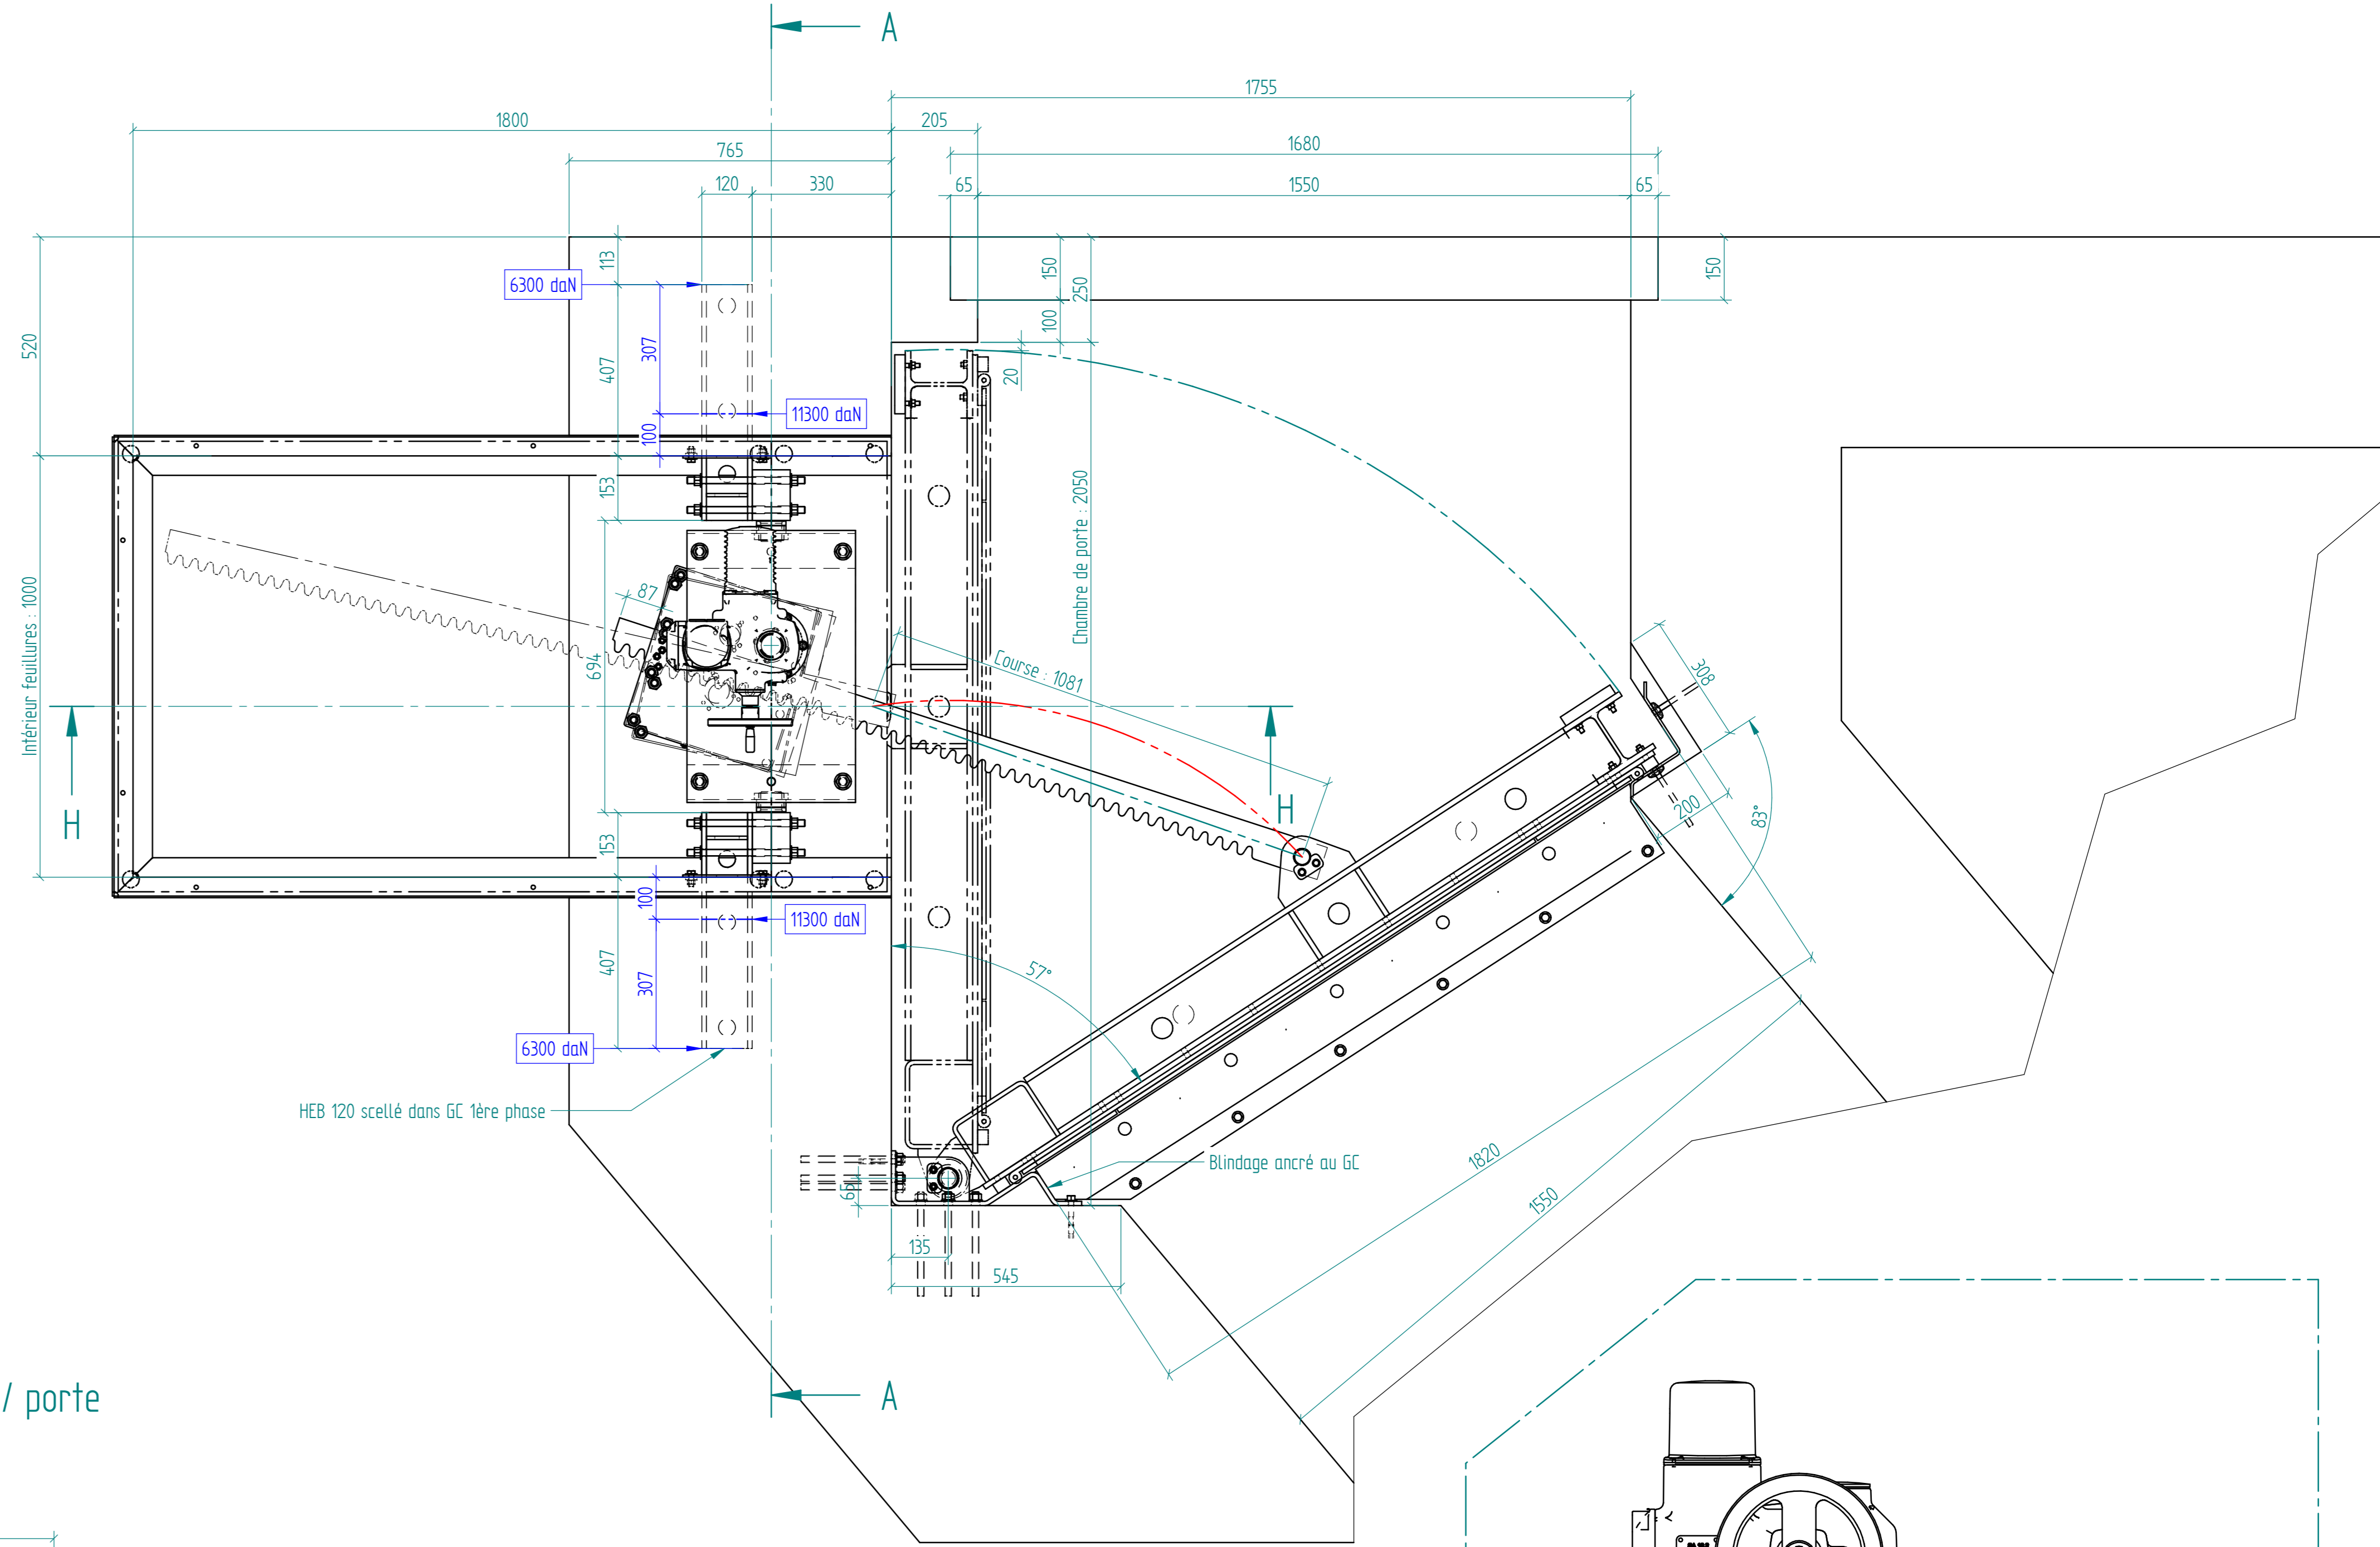 A
1755
1800
205
765
1680
120
330
65
1550
65
113
6300 daN
150
250
150
520
307
100
407
20
11300 daN
100
153
Chambre de porte : 2050
Intérieur feuillures : 1000
87
694
Course : 1081
308
H
H
200
83°
153
100
11300 daN
407
307
57°
6300 daN
HEB 120 scellé dans GC 1ère phase
Blindage ancré au GC
1820
65
1550
135
545
/ porte
A